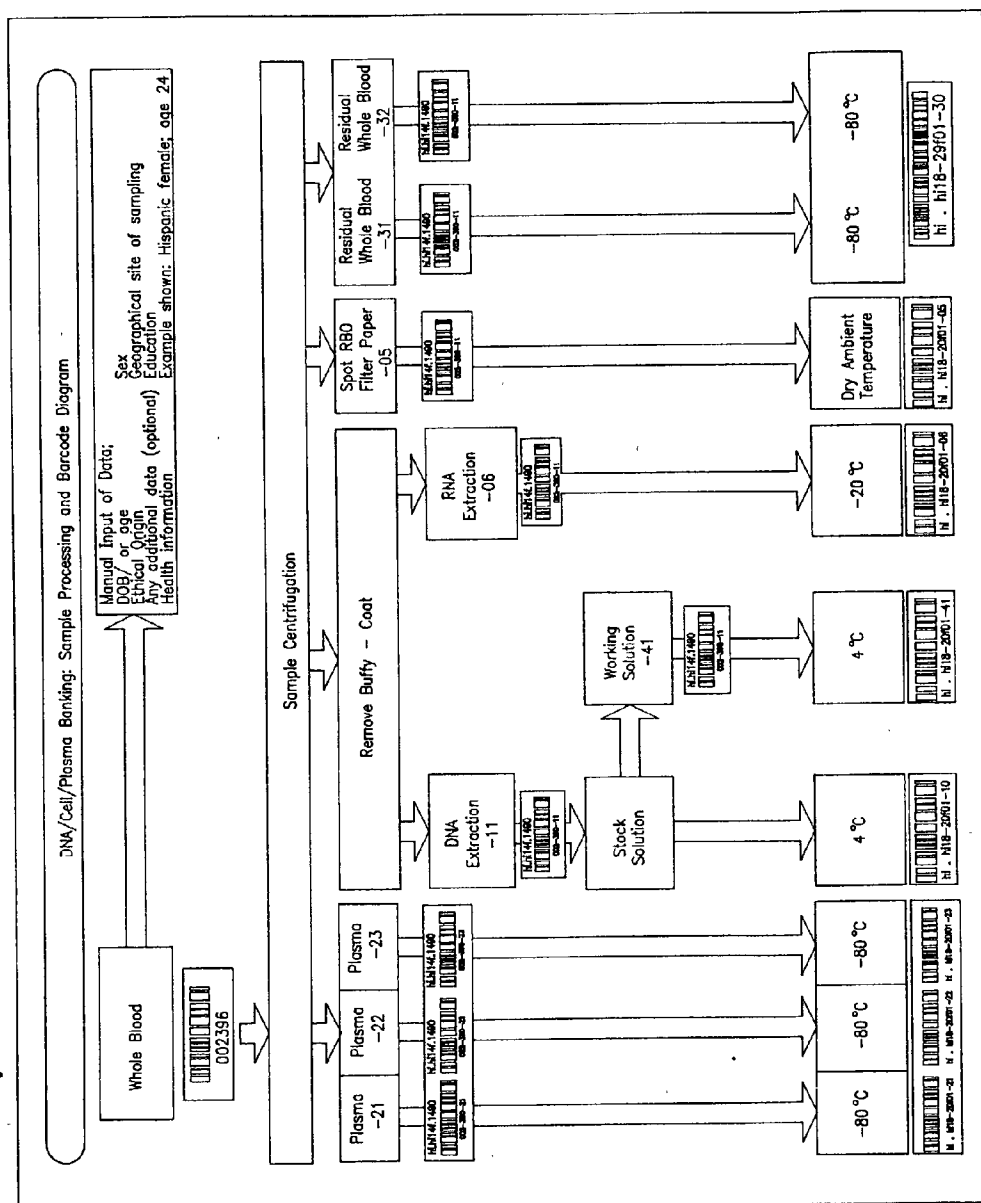 DNA/Cell/Plasma Banking: Sample Processing and Barcode Diagram
Whole Blood
002396
Manual Input of Data;
DOB/ or age
Ethical Origin
Any additional data (optional)
Health information
Sex
Geographical site of sampling
Education
Example shown: Hispanic female; age 24
Sample Centrifugation
Plasma
-21
Plasma
-22
Plasma
-23
Remove Buffy - Coat
Spot RBO
Filter Paper
-05
Residual
Whole Blood
-31
Residual
Whole Blood
-32
DNA
Extraction
-11
RNA
Extraction
-06
Stock
Solution
Working
Solution
-41
-80°C
-80°C
-80°C
4°C
4°C
-20°C
Dry Ambient
Temperature
-80°C
-80°C
hi . hi18-20f01-10
hi . hi18-20f01-41
hi . hi18-20f01-06
hi . hi18-20f01-05
hi . hi18-29f01-30